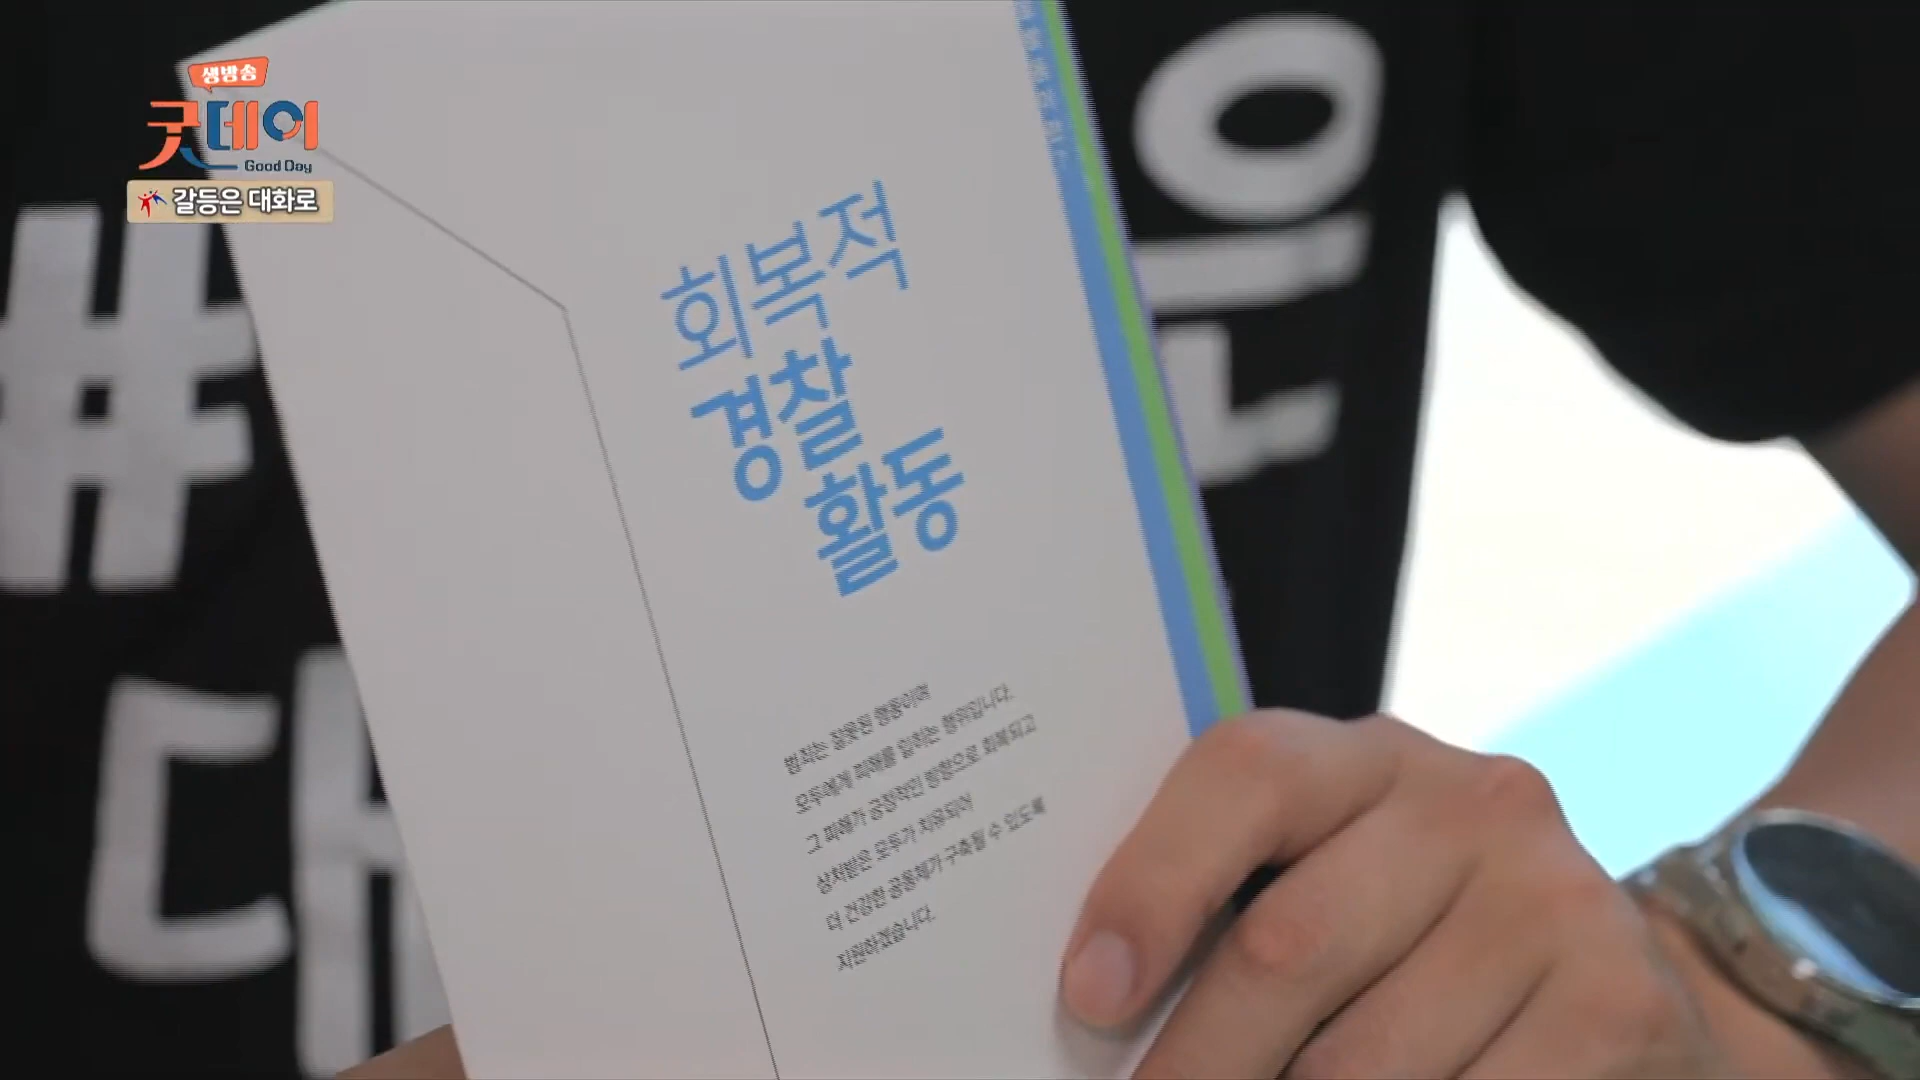 생방송
굿데이
Good Day
갈등은 대화로
회복적
경찰
활동
범죄는 잘못된 행동이며
모두에게 피해를 입히는 행위입니다.
그 피해가 긍정적인 방향으로 회복되고
상처받은 모두가 치유되어
더 건강한 공동체가 구축될 수 있도록
지원하겠습니다.
#
은
대